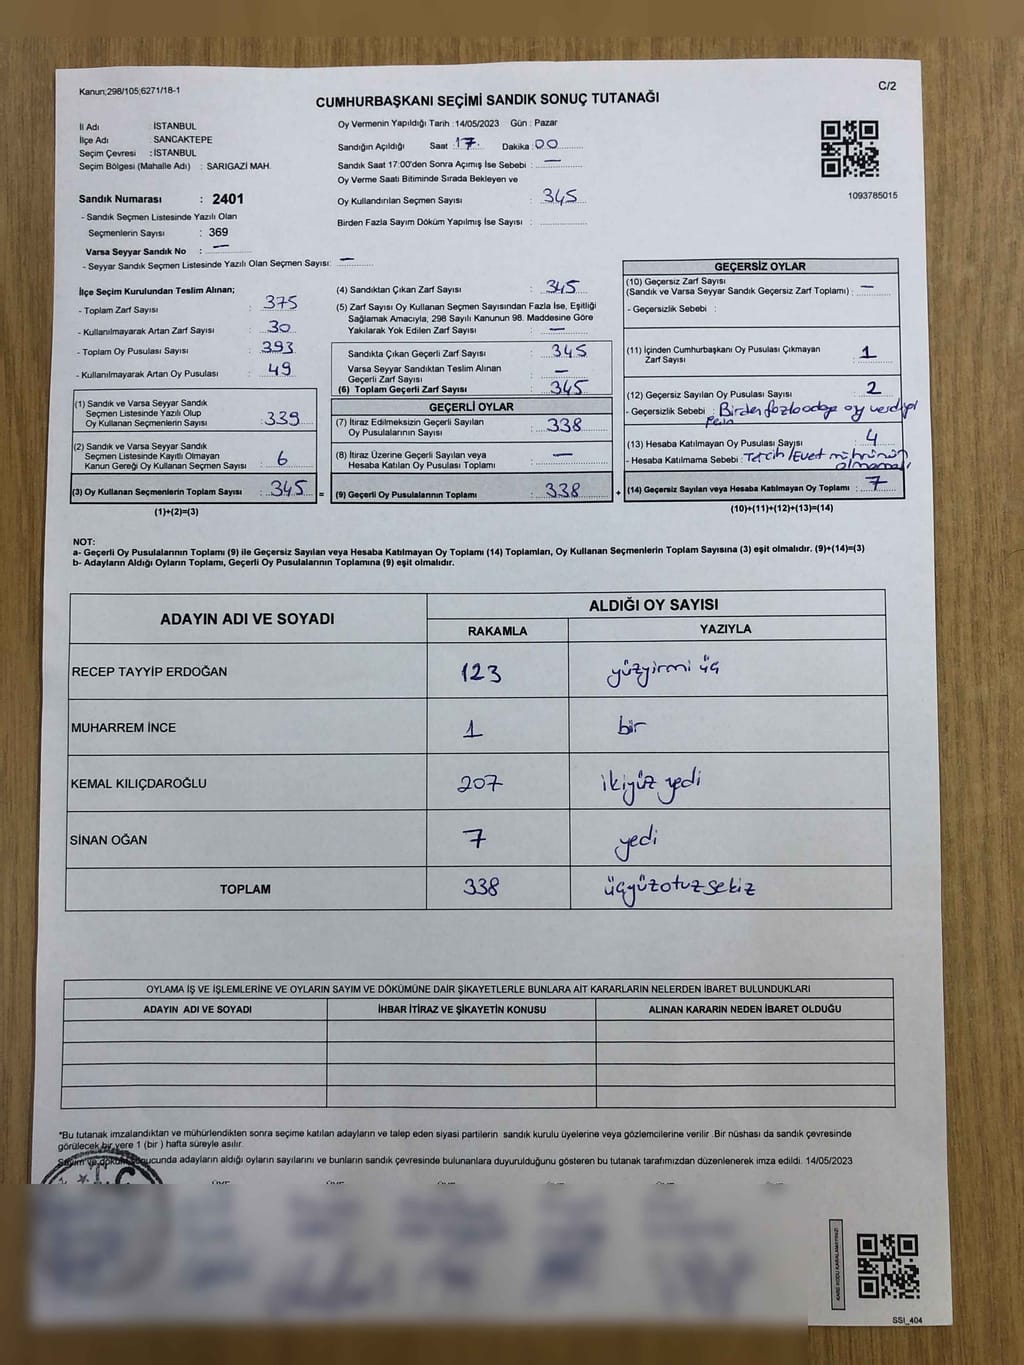 Kanun;298/105;6271/18-1
C/2
CUMHURBAŞKANI SEÇİMİ SANDIK SONUÇ TUTANAĞI
İl Adı : İSTANBUL
İlçe Adı : SANCAKTEPE
Seçim Çevresi : İSTANBUL
Seçim Bölgesi (Mahalle Adı) : SARIGAZİ MAH.
Sandık Numarası : 2401
- Sandık Seçmen Listesinde Yazılı Olan
Seçmenlerin Sayısı : 369
Varsa Seyyar Sandık No : —
- Seyyar Sandık Seçmen Listesinde Yazılı Olan Seçmen Sayısı: —
Oy Vermenin Yapıldığı Tarih :14/05/2023 Gün : Pazar
Sandığın Açıldığı Saat :17. Dakika :00
Sandık Saat 17:00'den Sonra Açımış İse Sebebi : —
Oy Verme Saati Bitiminde Sırada Bekleyen ve
Oy Kullandırılan Seçmen Sayısı : 345
Birden Fazla Sayım Döküm Yapılmış İse Sayısı :
1093785015
İlçe Seçim Kurulundan Teslim Alınan;
- Toplam Zarf Sayısı : 375
- Kullanılmayarak Artan Zarf Sayısı : 30
- Toplam Oy Pusulası Sayısı : 393
- Kullanılmayarak Artan Oy Pusulası : 49
(1) Sandık ve Varsa Seyyar Sandık
Seçmen Listesinde Yazılı Olup
Oy Kullanan Seçmenlerin Sayısı : 339
(2) Sandık ve Varsa Seyyar Sandık
Seçmen Listesinde Kayıtlı Olmayan
Kanun Gereği Oy Kullanan Seçmen Sayısı : 6
(3) Oy Kullanan Seçmenlerin Toplam Sayısı : 345 =
(1)+(2)=(3)
(4) Sandıktan Çıkan Zarf Sayısı : 345
(5) Zarf Sayısı Oy Kullanan Seçmen Sayısından Fazla İse, Eşitliği
Sağlamak Amacıyla, 298 Sayılı Kanunun 98. Maddesine Göre
Yakılarak Yok Edilen Zarf Sayısı : —
Sandıkta Çıkan Geçerli Zarf Sayısı : 345
Varsa Seyyar Sandıktan Teslim Alınan
Geçerli Zarf Sayısı : —
(6) Toplam Geçerli Zarf Sayısı : 345
GEÇERLİ OYLAR
(7) İtiraz Edilmeksizin Geçerli Sayılan
Oy Pusulalarının Sayısı : 338
(8) İtiraz Üzerine Geçerli Sayılan veya
Hesaba Katılan Oy Pusulası Toplamı : —
(9) Geçerli Oy Pusulalarının Toplamı : 338 +
GEÇERSİZ OYLAR
(10) Geçersiz Zarf Sayısı
(Sandık ve Varsa Seyyar Sandık Geçersiz Zarf Toplamı) : —
- Geçersizlik Sebebi :
(11) İçinden Cumhurbaşkanı Oy Pusulası Çıkmayan
Zarf Sayısı : 1
(12) Geçersiz Sayılan Oy Pusulası Sayısı : 2
- Geçersizlik Sebebi : Birden fazla adaya oy verdiği
için
(13) Hesaba Katılmayan Oy Pusulası Sayısı : 4
- Hesaba Katılmama Sebebi : Tercih/Evet mührünün
olmaması
(14) Geçersiz Sayılan veya Hesaba Katılmayan Oy Toplamı : 7
(10)+(11)+(12)+(13)=(14)
NOT:
a- Geçerli Oy Pusulalarının Toplamı (9) ile Geçersiz Sayılan veya Hesaba Katılmayan Oy Toplamı (14) Toplamları, Oy Kullanan Seçmenlerin Toplam Sayısına (3) eşit olmalıdır. (9)+(14)=(3)
b- Adayların Aldığı Oyların Toplamı, Geçerli Oy Pusulalarının Toplamına (9) eşit olmalıdır.
ADAYIN ADI VE SOYADI
ALDIĞI OY SAYISI
RAKAMLA YAZIYLA
RECEP TAYYİP ERDOĞAN 123 yüzyirmi üç
MUHARREM İNCE 1 bir
KEMAL KILIÇDAROĞLU 207 ikiyüz yedi
SİNAN OĞAN 7 yedi
TOPLAM 338 üçyüzotuzsekiz
OYLAMA İŞ VE İŞLEMLERİNE VE OYLARIN SAYIM VE DÖKÜMÜNE DAİR ŞİKAYETLERLE BUNLARA AİT KARARLARIN NELERDEN İBARET BULUNDUKLARI
ADAYIN ADI VE SOYADI İHBAR İTİRAZ VE ŞİKAYETİN KONUSU ALINAN KARARIN NEDEN İBARET OLDUĞU
*Bu tutanak imzalandıktan ve mühürlendikten sonra seçime katılan adayların ve talep eden siyasi partilerin sandık kurulu üyelerine veya gözlemcilerine verilir .Bir nüshası da sandık çevresinde
görülecek bir yere 1 (bir ) hafta süreyle asılır.
Sayım ve döküm sonucunda adayların aldığı oyların sayılarını ve bunların sandık çevresinde bulunanlara duyurulduğunu gösteren bu tutanak tarafımızdan düzenlenerek imza edildi. 14/05/2023
KARE KODU KARALAMAYINIZ!
SSI_404